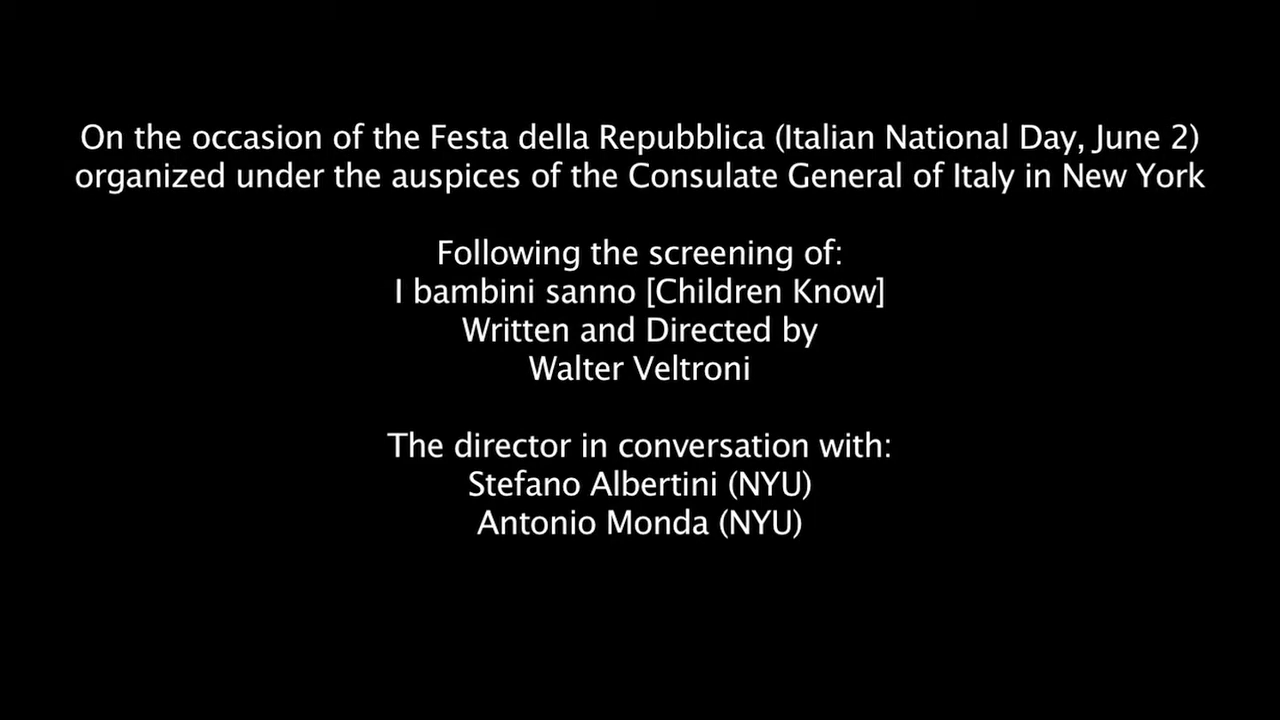 On the occasion of the Festa della Repubblica (Italian National Day, June 2)
organized under the auspices of the Consulate General of Italy in New York
Following the screening of:
I bambini sanno [Children Know]
Written and Directed by
Walter Veltroni
The director in conversation with:
Stefano Albertini (NYU)
Antonio Monda (NYU)